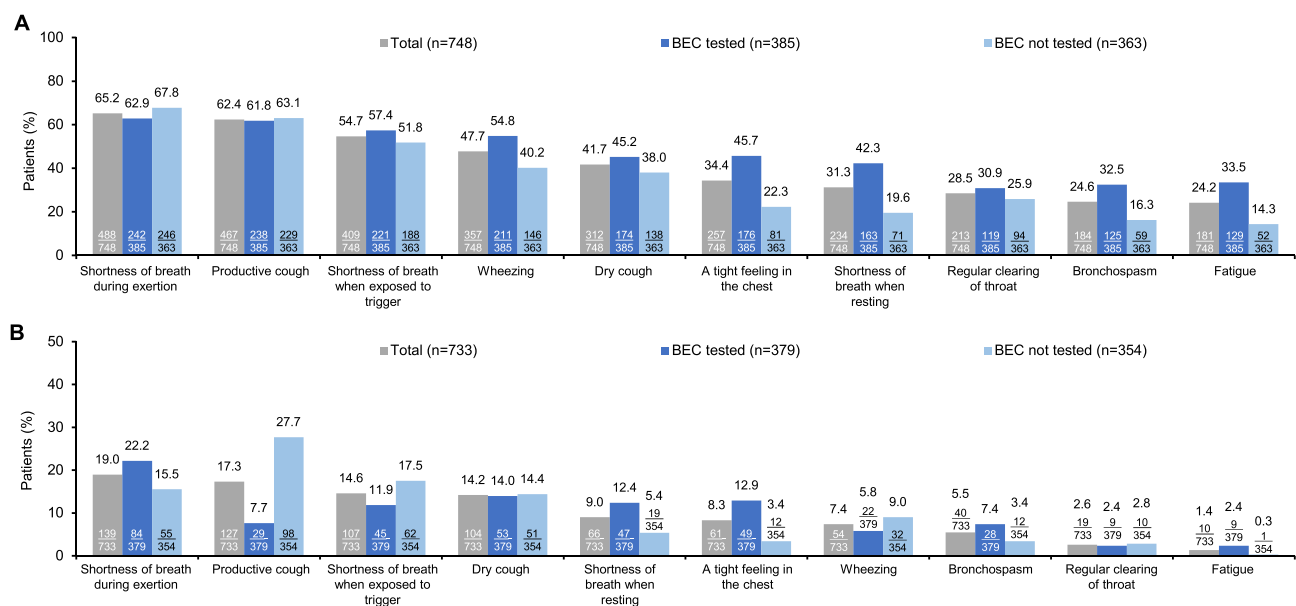 A
Total (n=748) BEC tested (n=385) BEC not tested (n=363)
Patients (%)
100
80
60
40
20
0
65.2 62.9 67.8
62.4 61.8 63.1
54.7 57.4 51.8
47.7 54.8 40.2
41.7 45.2 38.0
34.4 45.7 22.3
31.3 42.3 19.6
28.5 30.9 25.9
24.6 32.5 16.3
24.2 33.5 14.3
488 242 246 467 238 229 409 221 188 357 211 146 312 174 138 257 176 81 234 163 71 213 119 94 184 125 59 181 129 52
748 385 363 748 385 363 748 385 363 748 385 363 748 385 363 748 385 363 748 385 363 748 385 363 748 385 363 748 385 363
Shortness of breath
during exertion
Productive cough
Shortness of breath
when exposed to
trigger
Wheezing
Dry cough
A tight feeling in
the chest
Shortness of
breath when
resting
Regular clearing
of throat
Bronchospasm
Fatigue
B
Total (n=733) BEC tested (n=379) BEC not tested (n=354)
Patients (%)
50
40
30
20
10
0
19.0 22.2 15.5
17.3 7.7 27.7
14.6 11.9 17.5
14.2 14.0 14.4
9.0 12.4 5.4
8.3 12.9 3.4
7.4 5.8 9.0
5.5 7.4 3.4
2.6 2.4 2.8
1.4 2.4 0.3
139 84 55 127 29 98 107 45 62 104 53 51 66 47 19 61 49 12 54 22 32 40 28 12 19 9 10 10 9 1
733 379 354 733 379 354 733 379 354 733 379 354 733 379 354 733 379 354 733 379 354 733 379 354 733 379 354 733 379 354
Shortness of breath
during exertion
Productive cough
Shortness of breath
when exposed to
trigger
Dry cough
Shortness of
breath when
resting
A tight feeling in
the chest
Wheezing
Bronchospasm
Regular clearing
of throat
Fatigue